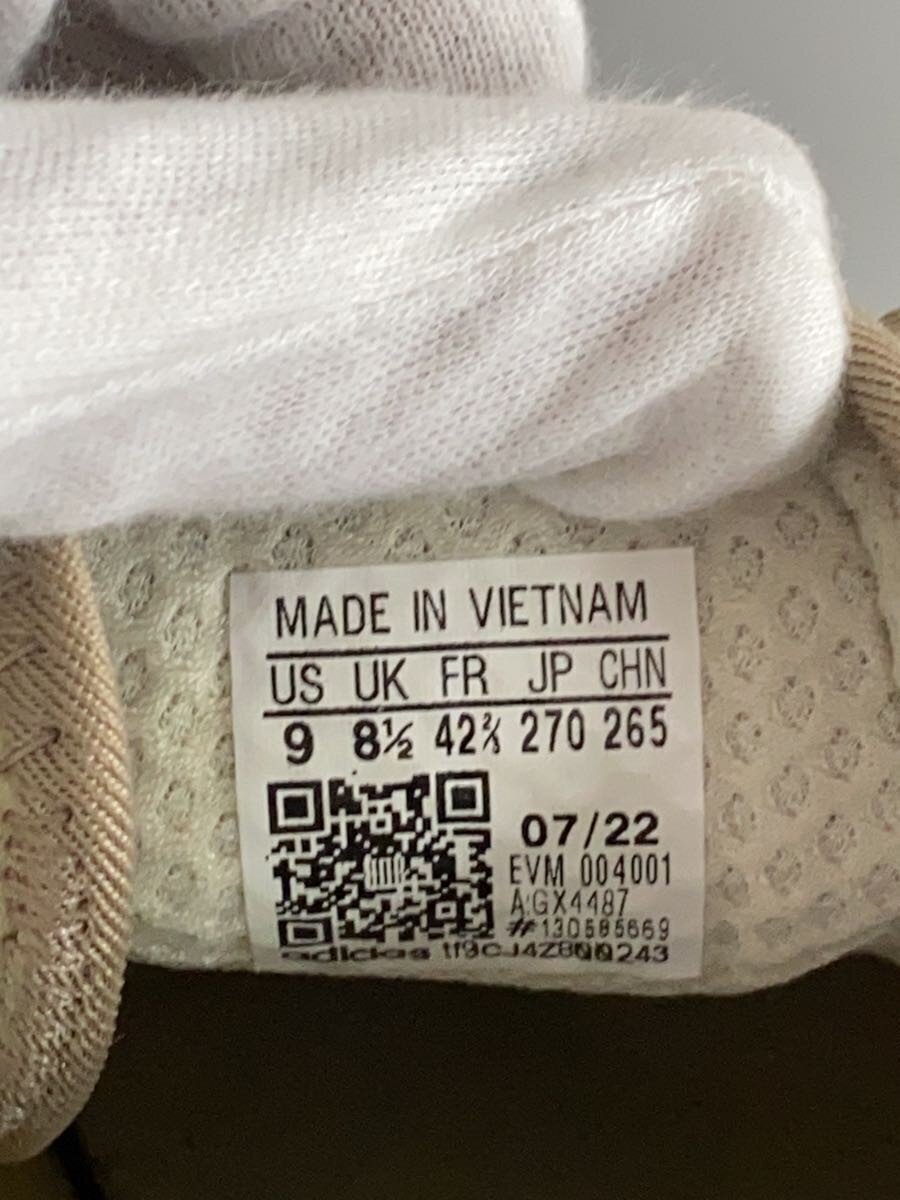 MADE IN VIETNAM
US UK FR JP CHN
9 8½ 42⅔ 270 265
07/22
EVM 004001
A:GX4487
#130585669
adidas